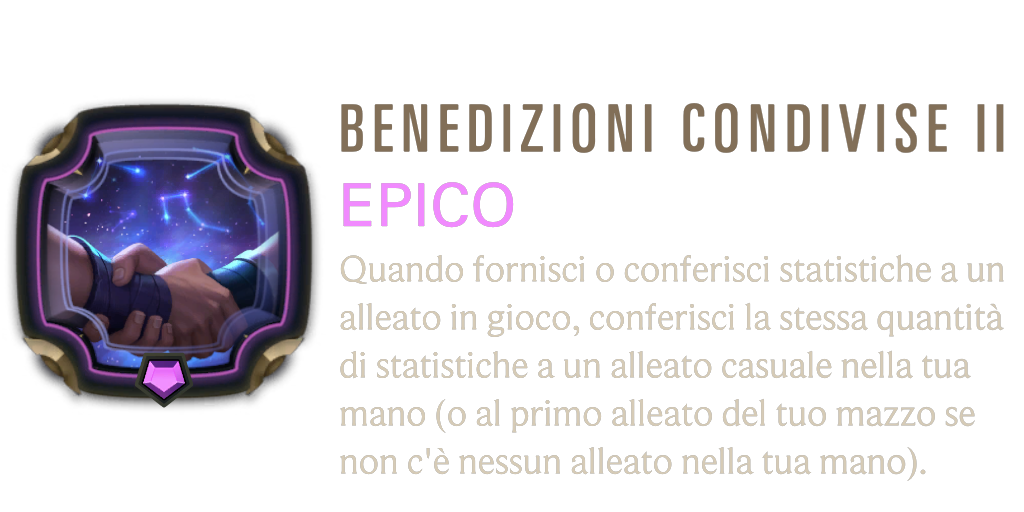 BENEDIZIONI CONDIVISE II
EPICO
Quando fornisci o conferisci statistiche a un
alleato in gioco, conferisci la stessa quantità
di statistiche a un alleato casuale nella tua
mano (o al primo alleato del tuo mazzo se
non c'è nessun alleato nella tua mano).